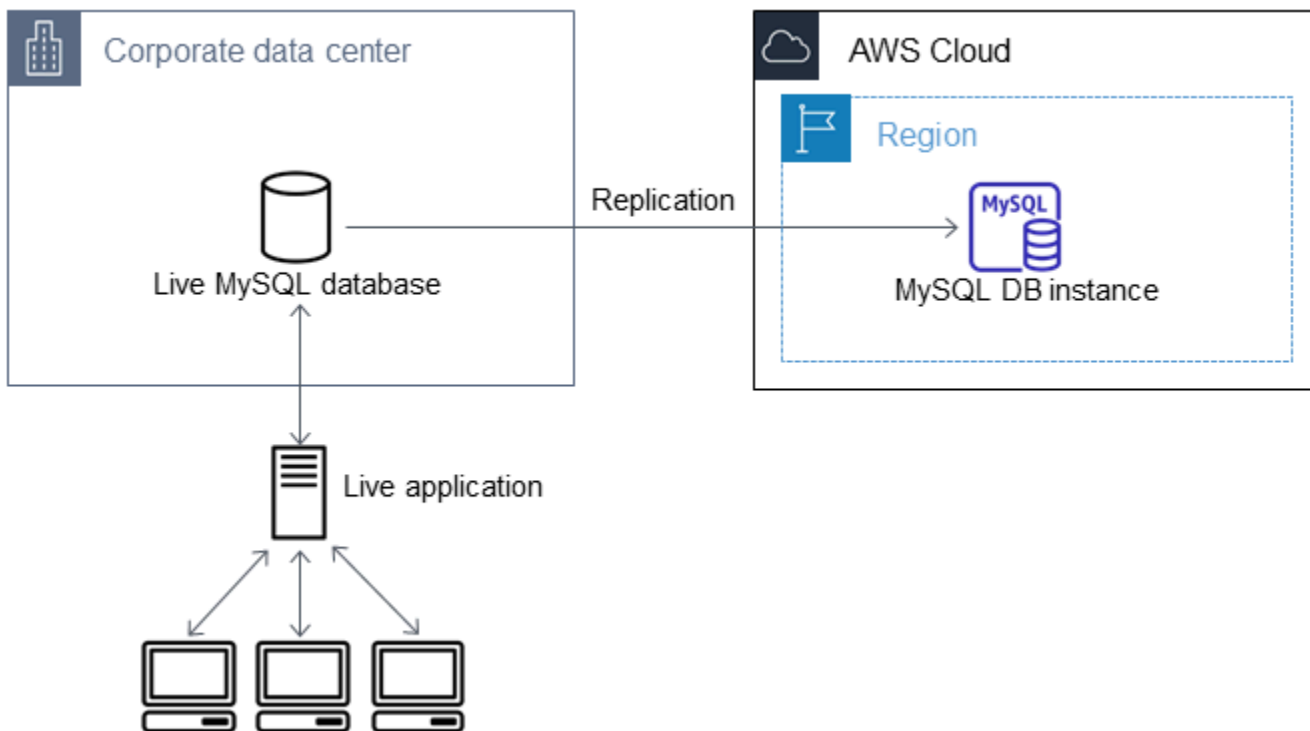 Corporate data center
AWS Cloud
Region
Replication
MySQL
Live MySQL database
MySQL DB instance
Live application